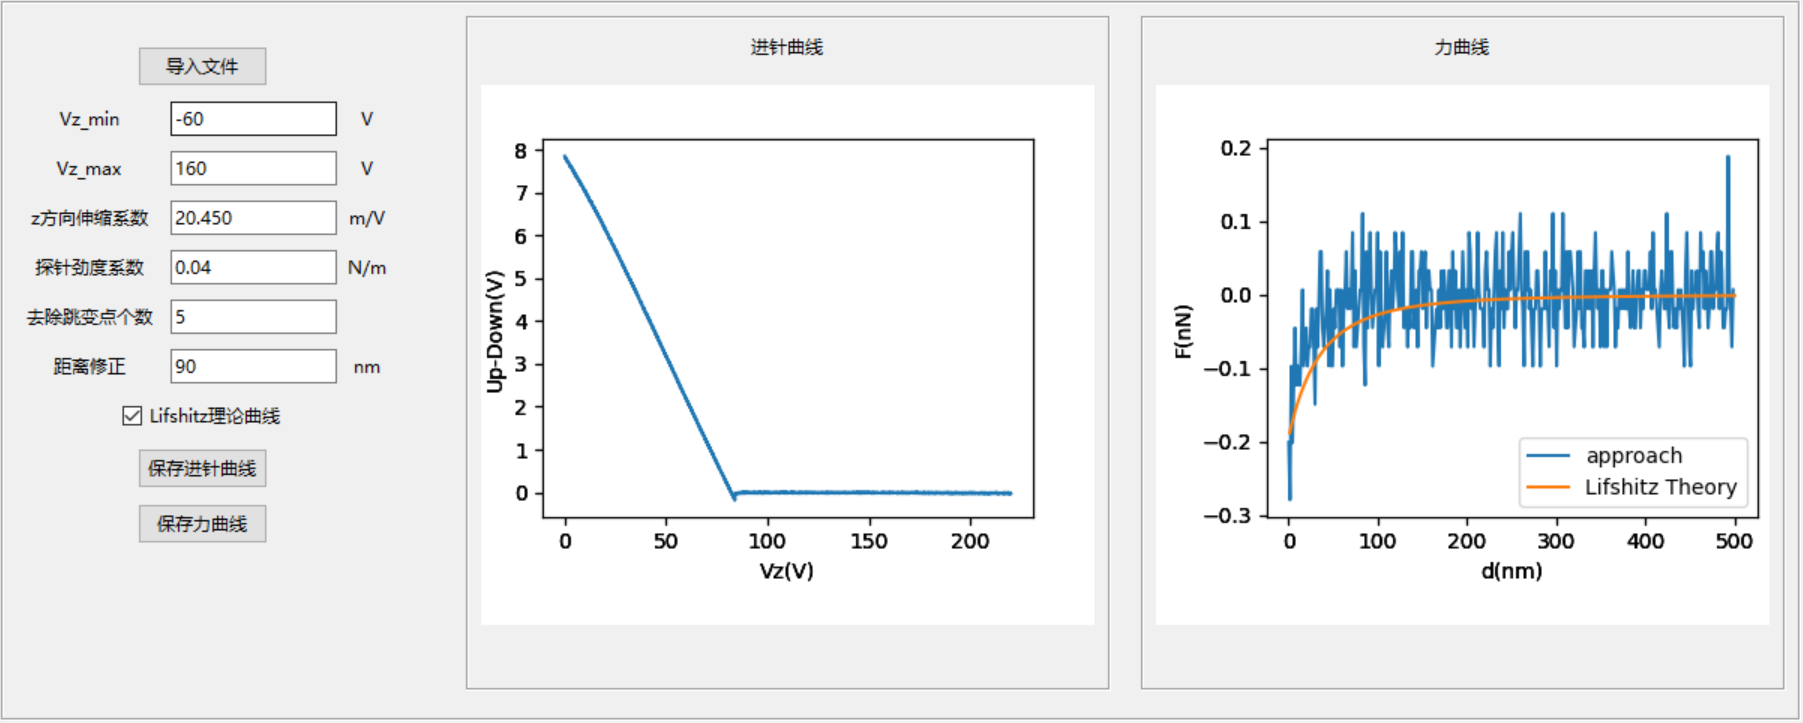 导入文件
Vz_min -60 V
Vz_max 160 V
z方向伸缩系数 20.450 m/V
探针劲度系数 0.04 N/m
去除跳变点个数 5
距离修正 90 nm
Lifshitz理论曲线
保存进针曲线
保存力曲线
进针曲线
Up-Down(V)
8
7
6
5
4
3
2
1
0
0 50 100 150 200
Vz(V)
力曲线
F(nN)
0.2
0.1
0.0
−0.1
−0.2
−0.3
approach
Lifshitz Theory
0 100 200 300 400 500
d(nm)